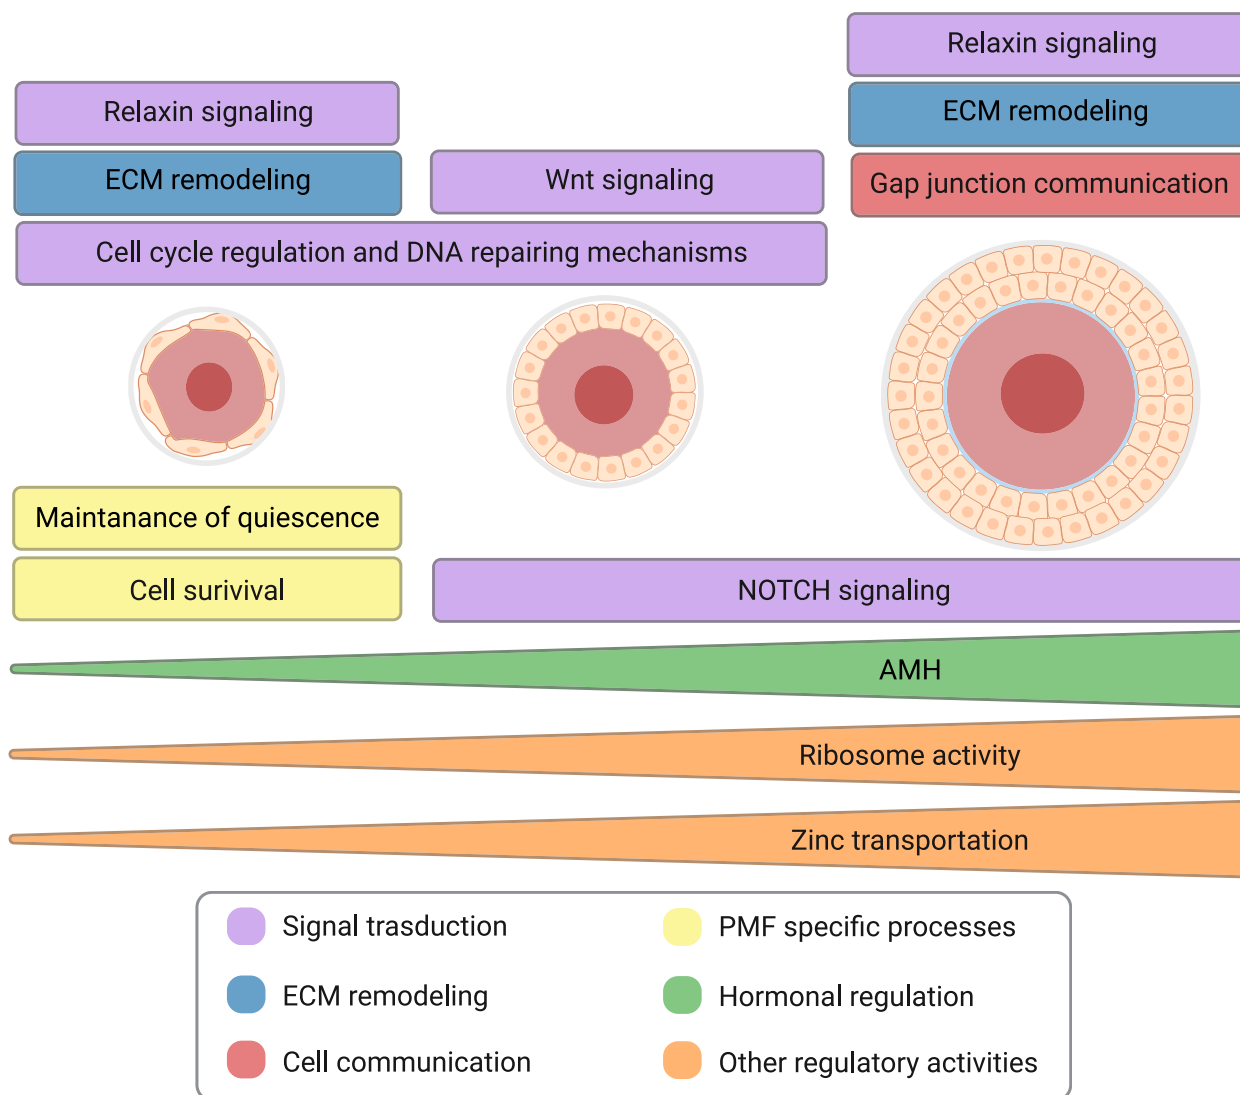 Relaxin signaling
Relaxin signaling
ECM remodeling
ECM remodeling
Wnt signaling
Gap junction communication
Cell cycle regulation and DNA repairing mechanisms
Maintanance of quiescence
Cell surivival
NOTCH signaling
AMH
Ribosome activity
Zinc transportation
Signal trasduction
PMF specific processes
ECM remodeling
Hormonal regulation
Cell communication
Other regulatory activities